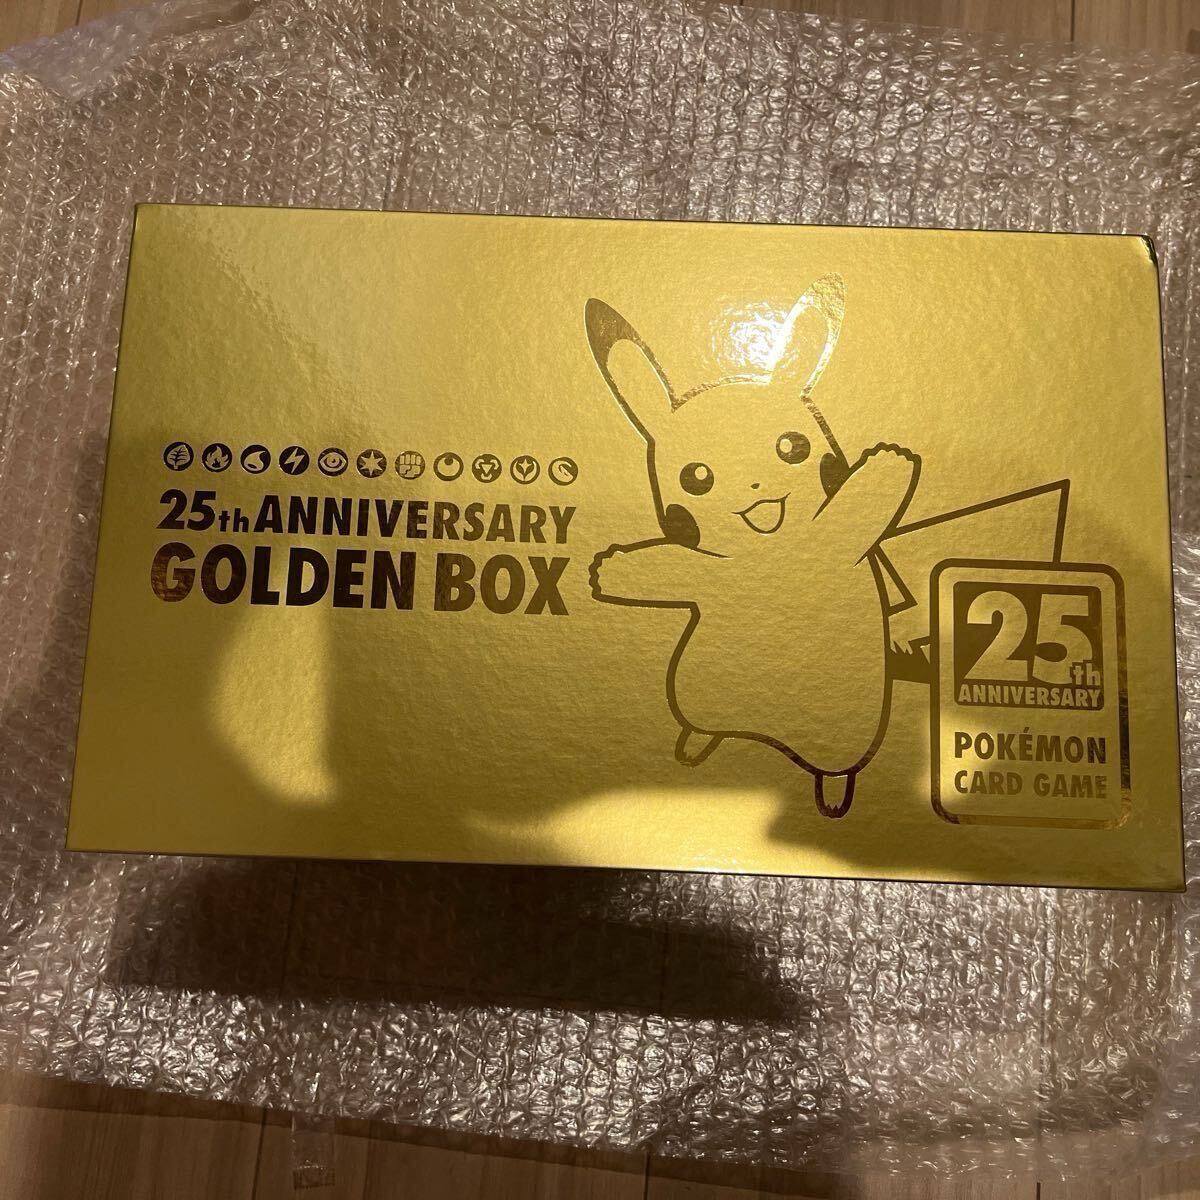 25th ANNIVERSARY
GOLDEN BOX
25th
ANNIVERSARY
POKÉMON
CARD GAME